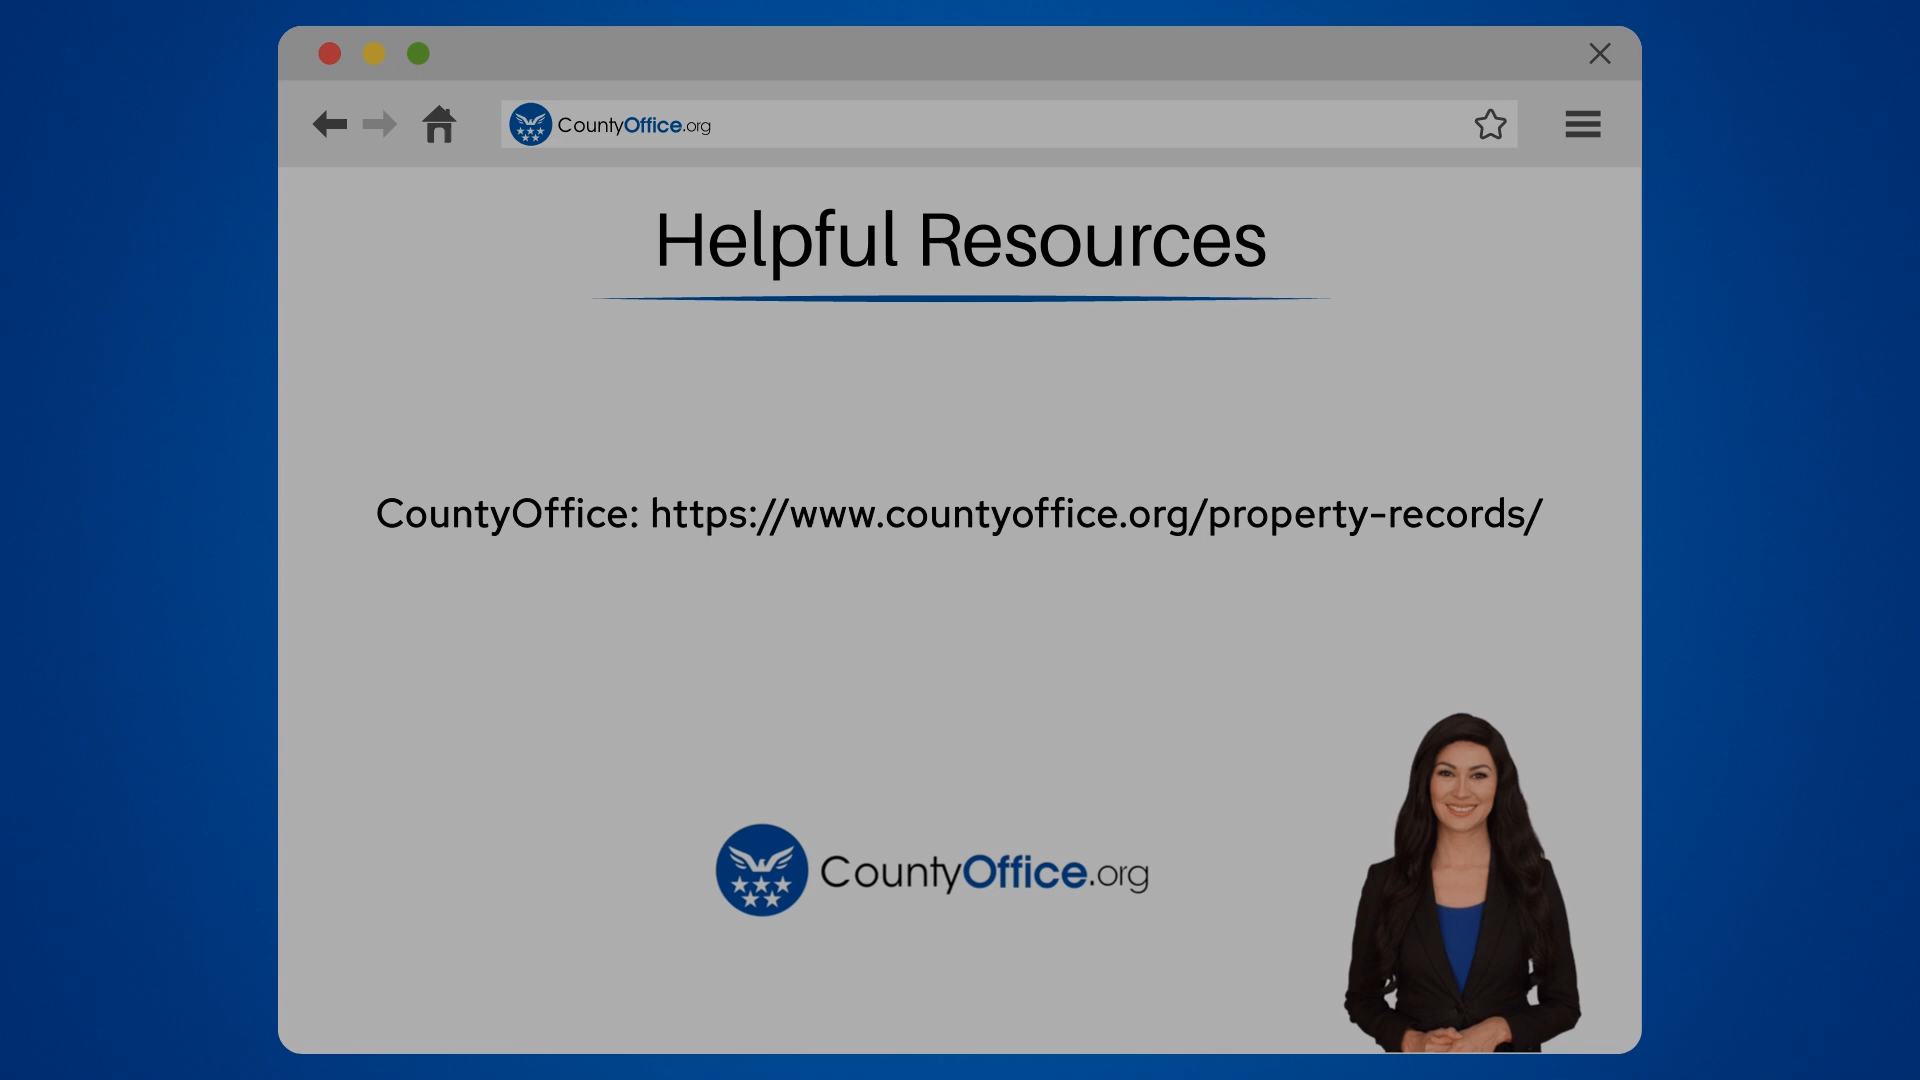 CountyOffice.org
Helpful Resources
CountyOffice: https://www.countyoffice.org/property-records/
CountyOffice.org